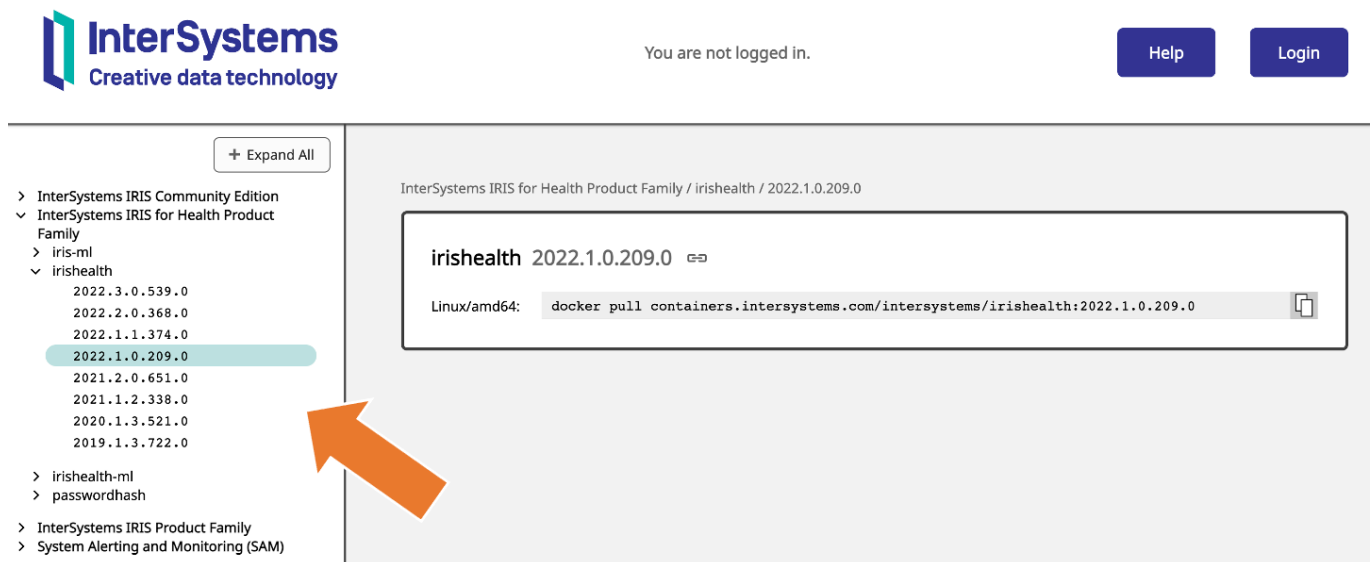 InterSystems
Creative data technology
You are not logged in.
Help
Login
+ Expand All
InterSystems IRIS Community Edition
InterSystems IRIS for Health Product
Family
iris-ml
irishealth
2022.3.0.539.0
2022.2.0.368.0
2022.1.1.374.0
2022.1.0.209.0
2021.2.0.651.0
2021.1.2.338.0
2020.1.3.521.0
2019.1.3.722.0
irishealth-ml
passwordhash
InterSystems IRIS Product Family
System Alerting and Monitoring (SAM)
InterSystems IRIS for Health Product Family / irishealth / 2022.1.0.209.0
irishealth 2022.1.0.209.0
Linux/amd64: docker pull containers.intersystems.com/intersystems/irishealth:2022.1.0.209.0